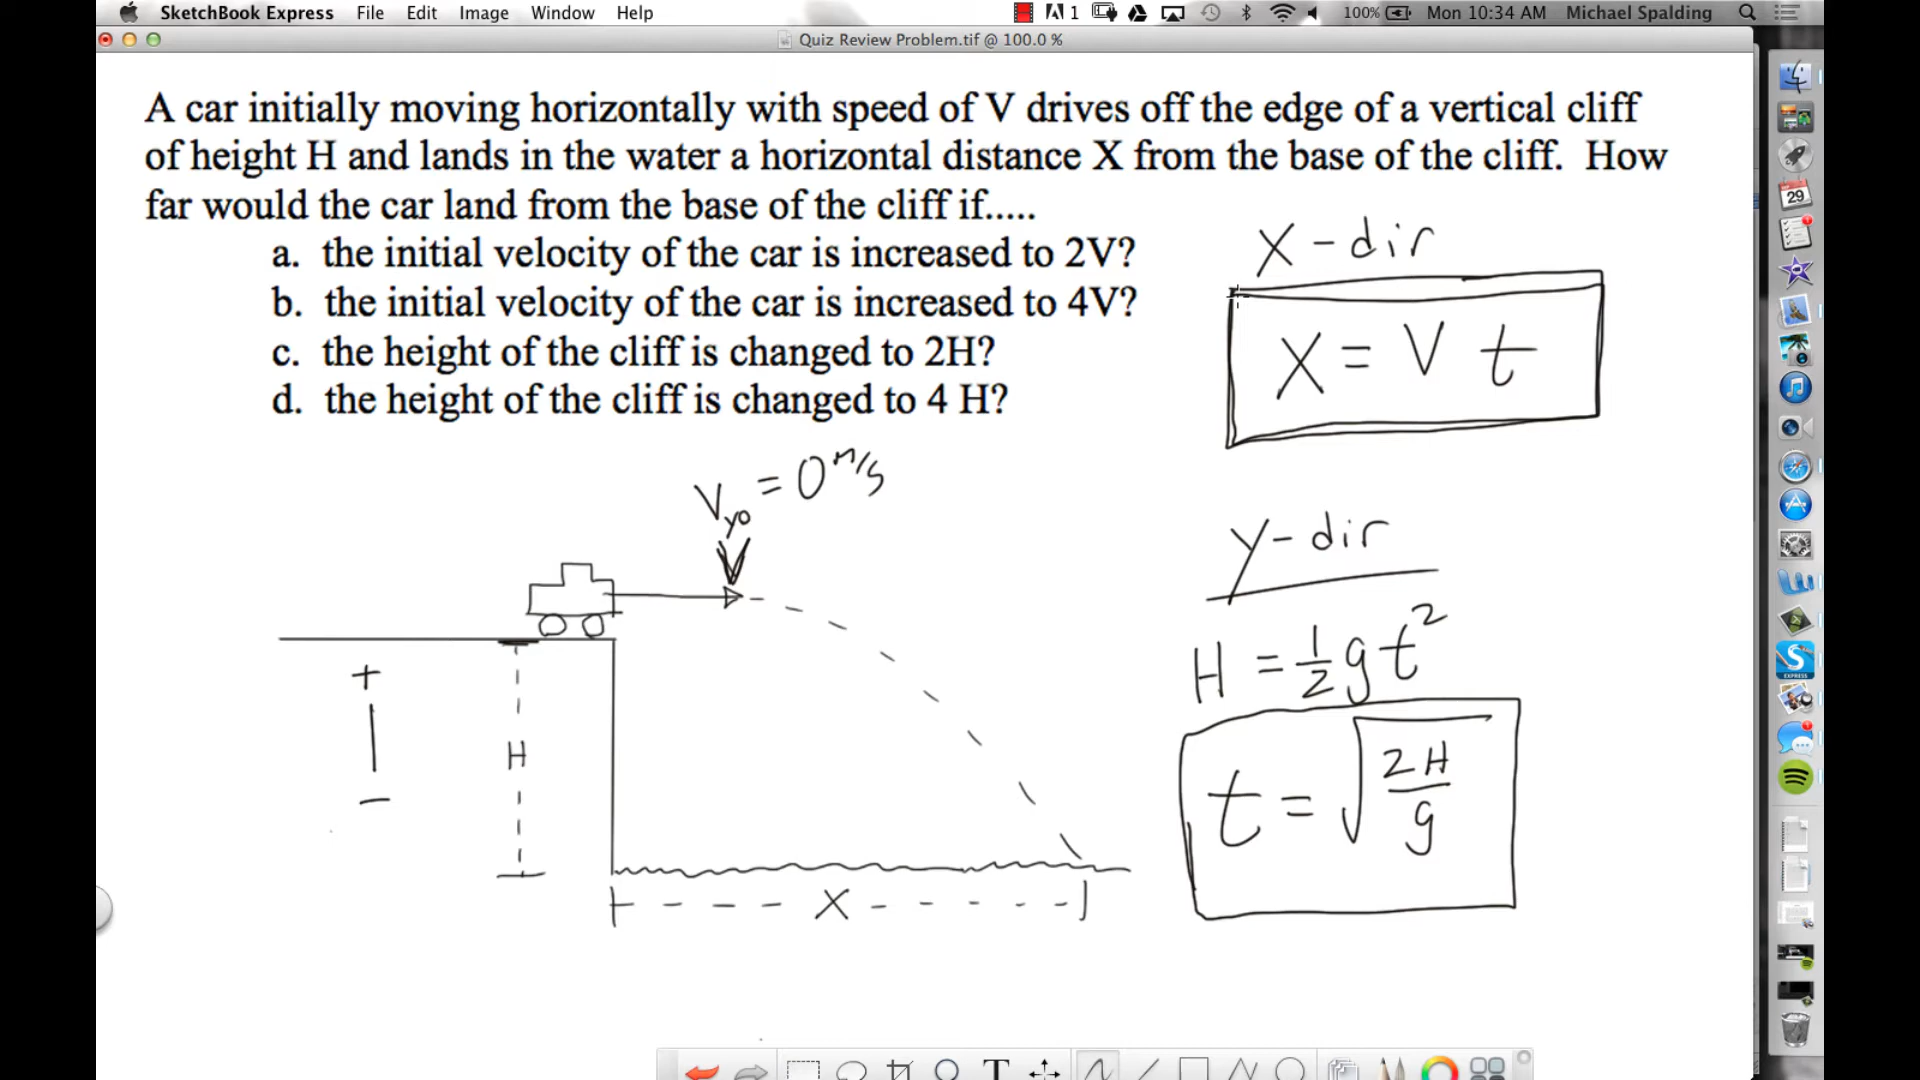 SketchBook Express File Edit Image Window Help 1 100% Mon 10:34 AM Michael Spalding
Quiz Review Problem.tif @ 100.0 %
A car initially moving horizontally with speed of V drives off the edge of a vertical cliff
of height H and lands in the water a horizontal distance X from the base of the cliff. How
far would the car land from the base of the cliff if.....
a. the initial velocity of the car is increased to 2V?
b. the initial velocity of the car is increased to 4V?
c. the height of the cliff is changed to 2H?
d. the height of the cliff is changed to 4 H?
X-dir
X = V t
Vyo = 0 m/s
y-dir
H = 1/2 g t²
t = √(2H/g)
+
H
−
X
29
S
EXPRESS
T